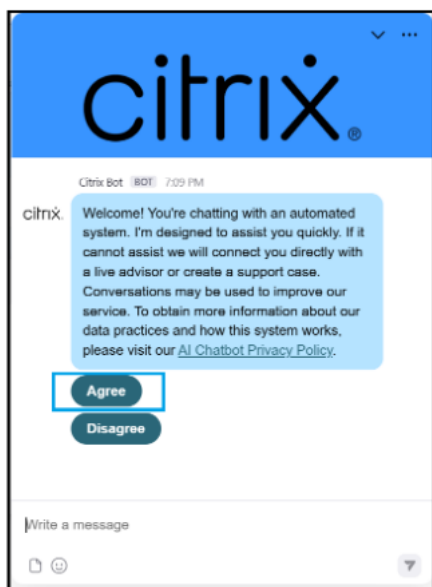 citrix®
Citrix Bot BOT 7:09 PM
citrix.
Welcome! You're chatting with an automated
system. I'm designed to assist you quickly. If it
cannot assist we will connect you directly with
a live advisor or create a support case.
Conversations may be used to improve our
service. To obtain more information about our
data practices and how this system works,
please visit our AI Chatbot Privacy Policy.
Agree
Disagree
Write a message